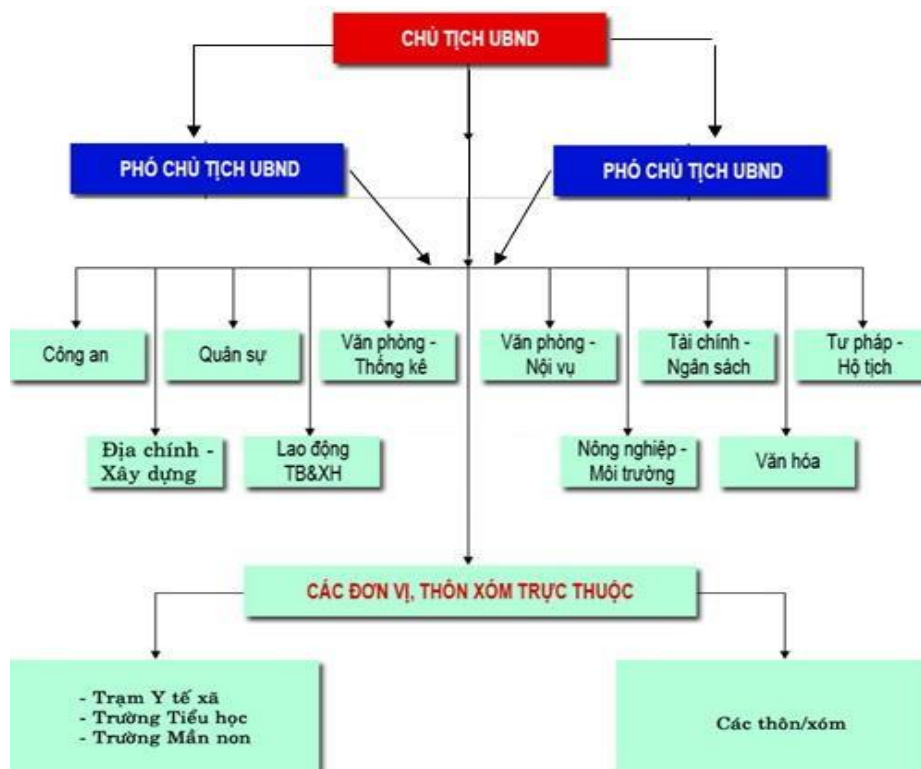 CHỦ TỊCH UBND
PHÓ CHỦ TỊCH UBND
PHÓ CHỦ TỊCH UBND
Công an
Quân sự
Văn phòng -
Thống kê
Văn phòng -
Nội vụ
Tài chính -
Ngân sách
Tư pháp -
Hộ tịch
Địa chính -
Xây dựng
Lao động
TB&XH
Nông nghiệp -
Môi trường
Văn hóa
CÁC ĐƠN VỊ, THÔN XÓM TRỰC THUỘC
- Trạm Y tế xã
- Trường Tiểu học
- Trường Mần non
Các thôn/xóm